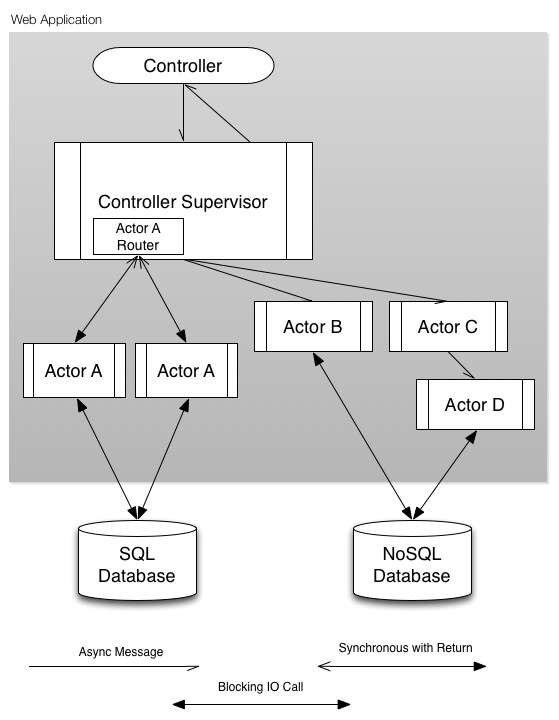 Web Application
Controller
Controller Supervisor
Actor A
Router
Actor B
Actor C
Actor A
Actor A
Actor D
SQL
Database
NoSQL
Database
Async Message
Synchronous with Return
Blocking IO Call